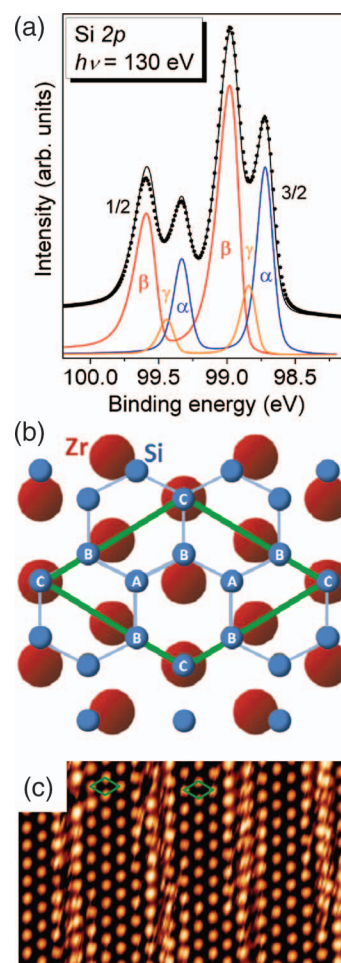 (a)
Si 2p
hν = 130 eV
Intensity (arb. units)
1/2
3/2
β
γ
α
β
γ
α
100.0 99.5 99.0 98.5
Binding energy (eV)
(b)
Zr Si
C
B B B
C A A C
B B
C
(c)